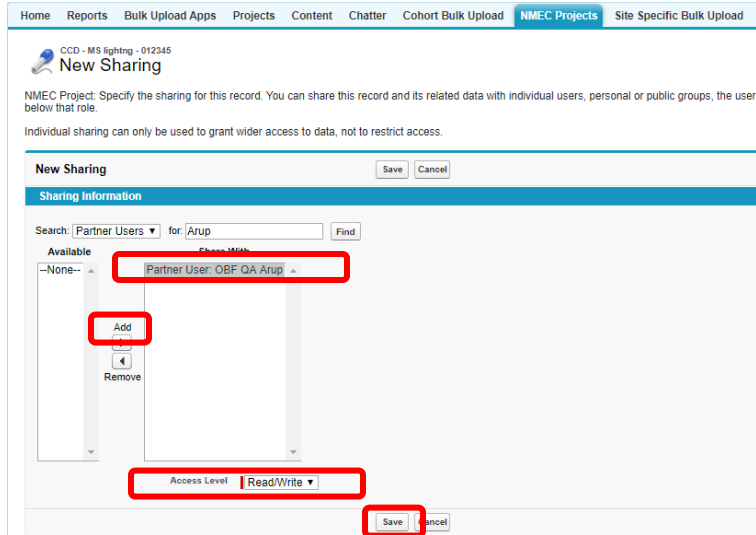 Home Reports Bulk Upload Apps Projects Content Chatter Cohort Bulk Upload NMEC Projects Site Specific Bulk Upload
CCD - MS lightng - 012345
New Sharing
NMEC Project: Specify the sharing for this record. You can share this record and its related data with individual users, personal or public groups, the user
below that role.
Individual sharing can only be used to grant wider access to data, not to restrict access.
New Sharing Save Cancel
Sharing Information
Search: Partner Users for: Arup Find
Available Share With
--None-- Partner User: OBF QA Arup
Add
Remove
Access Level Read/Write
Save Cancel